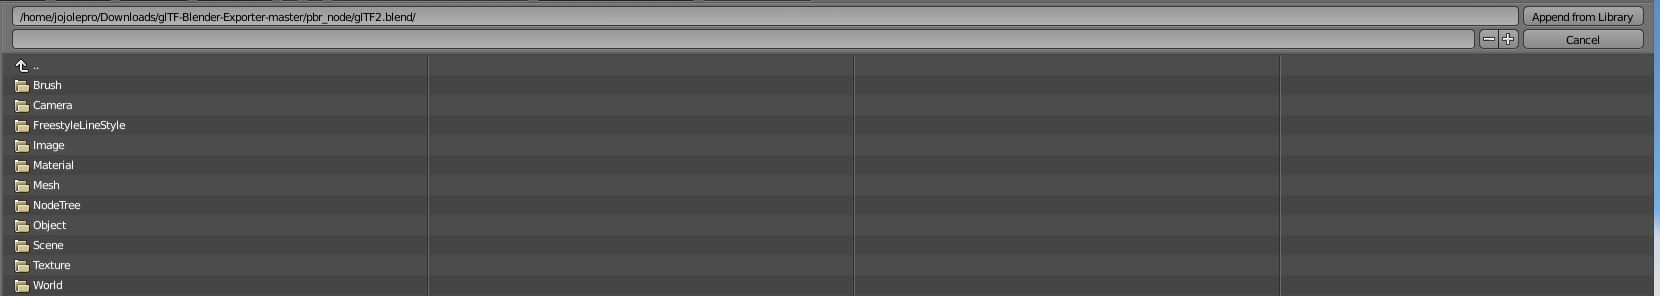 /home/jojolepro/Downloads/glTF-Blender-Exporter-master/pbr_node/glTF2.blend/
Append from Library
Cancel
..
Brush
Camera
FreestyleLineStyle
Image
Material
Mesh
NodeTree
Object
Scene
Texture
World